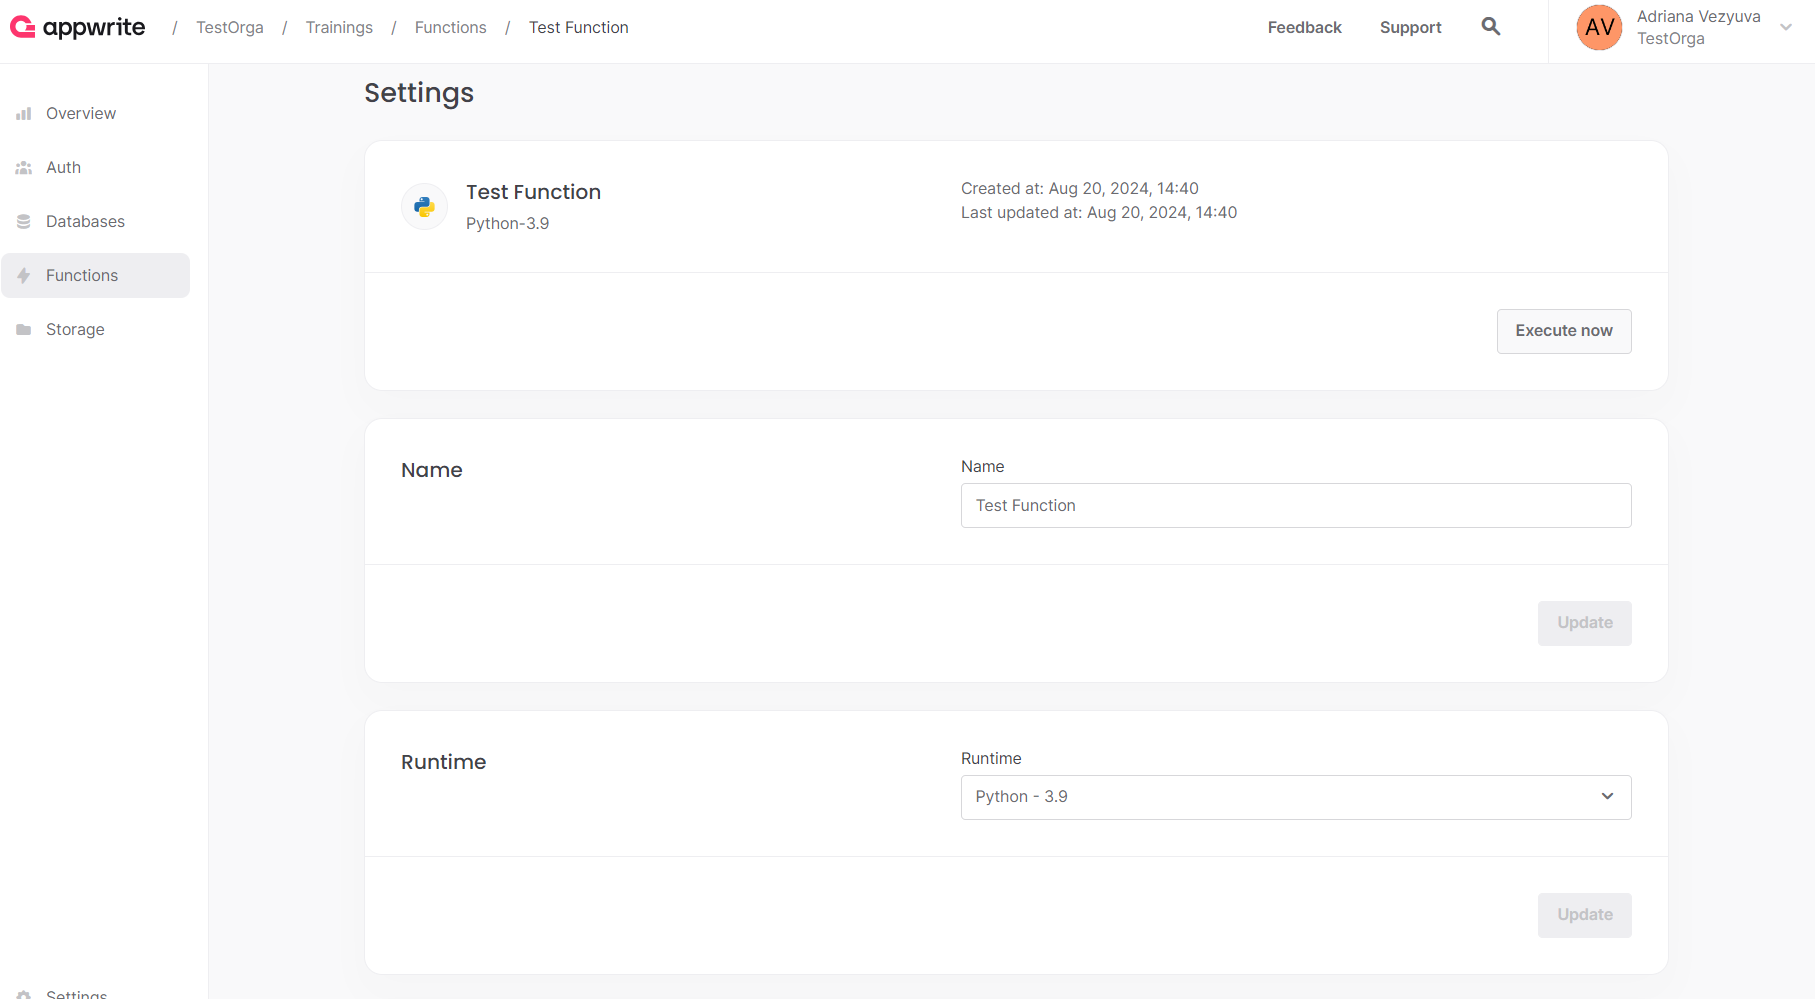 appwrite / TestOrga / Trainings / Functions / Test Function
Feedback
Support
AV
Adriana Vezyuva
TestOrga
Overview
Auth
Databases
Functions
Storage
Settings
Settings
Test Function
Python-3.9
Created at: Aug 20, 2024, 14:40
Last updated at: Aug 20, 2024, 14:40
Execute now
Name
Name
Test Function
Update
Runtime
Runtime
Python - 3.9
Update